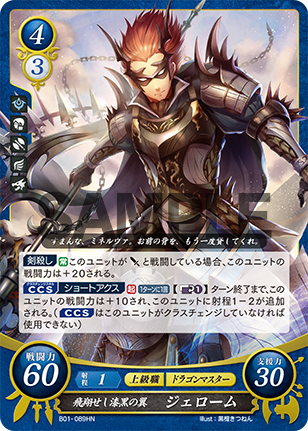 4
3
SAMPLE
すまんな、ミネルヴァ。お前の背を、もう一度貸してくれ。
剣殺し 常 このユニットが と戦闘している場合、このユニットの
戦闘力は+20される。
CCS ショートアクス 起 1ターンに1回 ターン終了まで、この
ユニットの戦闘力は+10され、このユニットに射程1－2が追加
される。(CCSはこのユニットがクラスチェンジしていなければ
使用できない)
戦闘力
60
射程 1
上級職
ドラゴンマスター
支援力
30
飛翔せし漆黒の翼 ジェローム
B01-089HN
Illust：黒橙きつねん